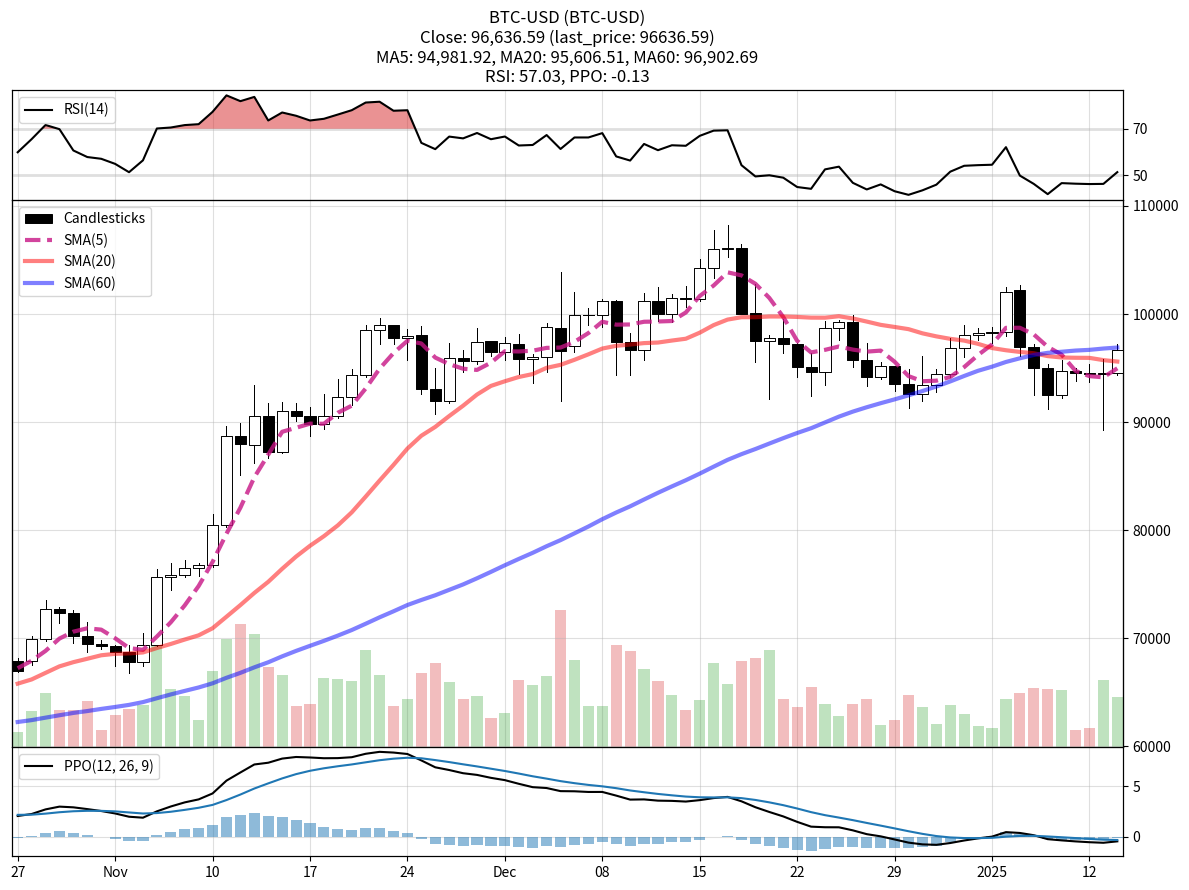 BTC-USD (BTC-USD)
Close: 96,636.59 (last_price: 96636.59)
MA5: 94,981.92, MA20: 95,606.51, MA60: 96,902.69
RSI: 57.03, PPO: -0.13
RSI(14)
70
50
Candlesticks
SMA(5)
SMA(20)
SMA(60)
110000
100000
90000
80000
70000
60000
PPO(12, 26, 9)
5
0
27 Nov 10 17 24 Dec 08 15 22 29 2025 12